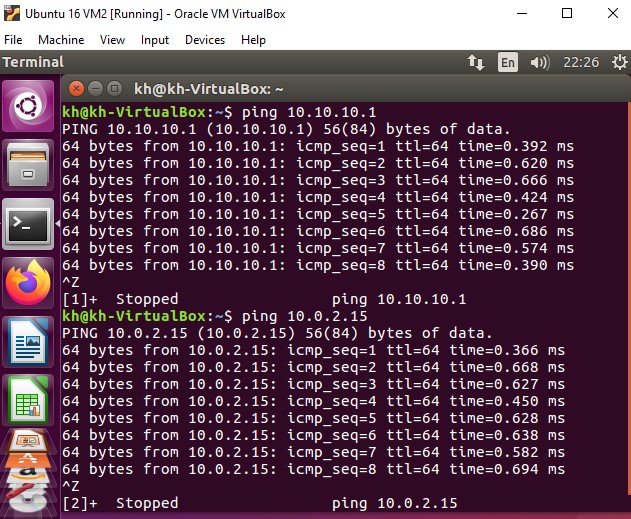 Ubuntu 16 VM2 [Running] - Oracle VM VirtualBox
File Machine View Input Devices Help
Terminal En 22:26
kh@kh-VirtualBox: ~
kh@kh-VirtualBox:~$ ping 10.10.10.1
PING 10.10.10.1 (10.10.10.1) 56(84) bytes of data.
64 bytes from 10.10.10.1: icmp_seq=1 ttl=64 time=0.392 ms
64 bytes from 10.10.10.1: icmp_seq=2 ttl=64 time=0.620 ms
64 bytes from 10.10.10.1: icmp_seq=3 ttl=64 time=0.666 ms
64 bytes from 10.10.10.1: icmp_seq=4 ttl=64 time=0.424 ms
64 bytes from 10.10.10.1: icmp_seq=5 ttl=64 time=0.267 ms
64 bytes from 10.10.10.1: icmp_seq=6 ttl=64 time=0.686 ms
64 bytes from 10.10.10.1: icmp_seq=7 ttl=64 time=0.574 ms
64 bytes from 10.10.10.1: icmp_seq=8 ttl=64 time=0.390 ms
^Z
[1]+  Stopped                 ping 10.10.10.1
kh@kh-VirtualBox:~$ ping 10.0.2.15
PING 10.0.2.15 (10.0.2.15) 56(84) bytes of data.
64 bytes from 10.0.2.15: icmp_seq=1 ttl=64 time=0.366 ms
64 bytes from 10.0.2.15: icmp_seq=2 ttl=64 time=0.668 ms
64 bytes from 10.0.2.15: icmp_seq=3 ttl=64 time=0.627 ms
64 bytes from 10.0.2.15: icmp_seq=4 ttl=64 time=0.450 ms
64 bytes from 10.0.2.15: icmp_seq=5 ttl=64 time=0.628 ms
64 bytes from 10.0.2.15: icmp_seq=6 ttl=64 time=0.638 ms
64 bytes from 10.0.2.15: icmp_seq=7 ttl=64 time=0.582 ms
64 bytes from 10.0.2.15: icmp_seq=8 ttl=64 time=0.694 ms
^Z
[2]+  Stopped                 ping 10.0.2.15